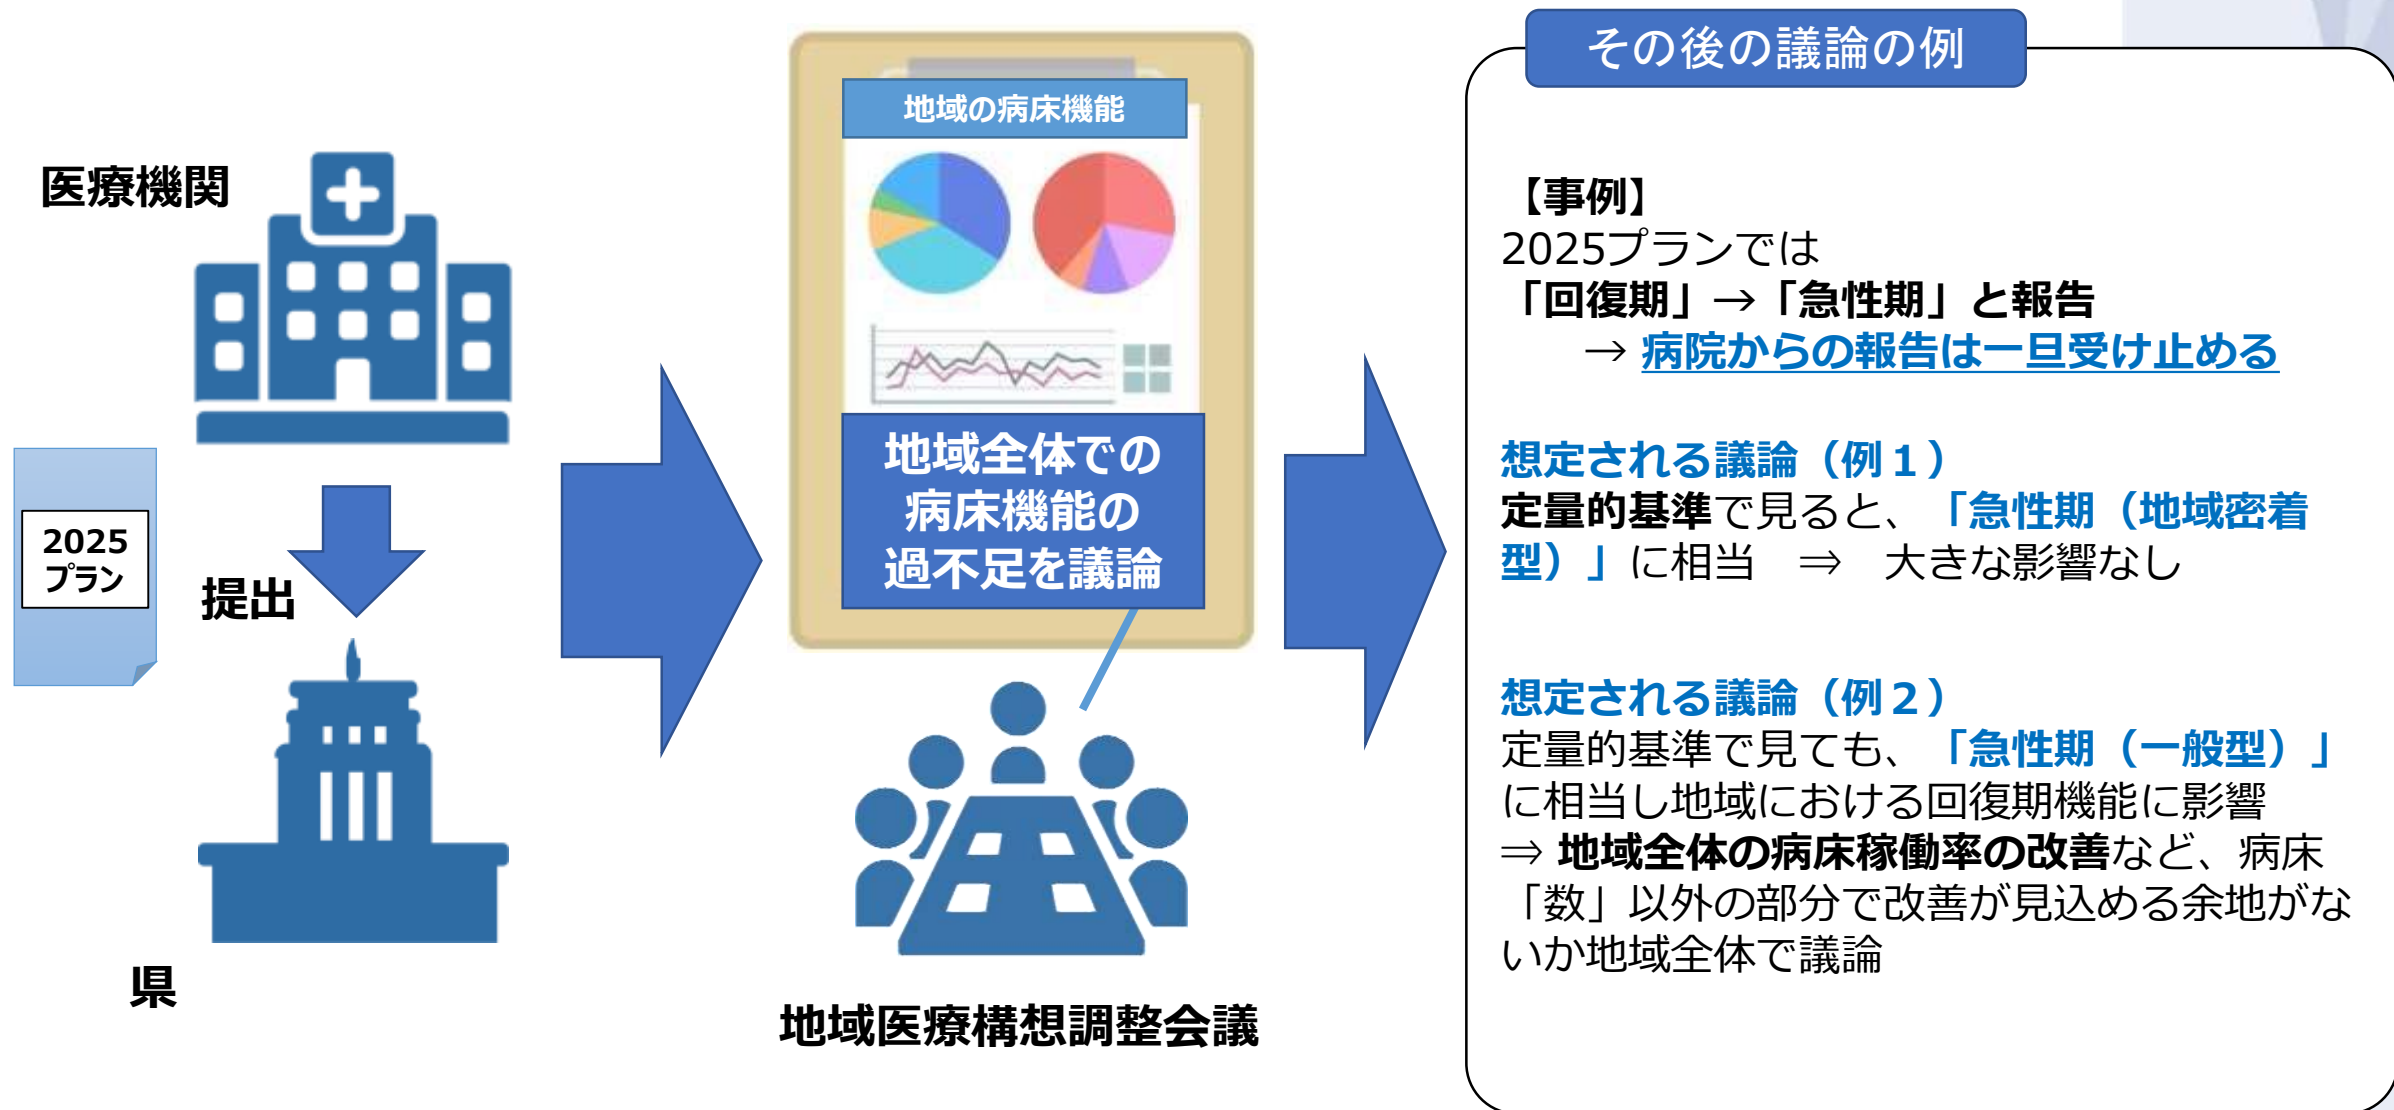 医療機関
2025
プラン
提出
県
地域の病床機能
地域全体での
病床機能の
過不足を議論
地域医療構想調整会議
その後の議論の例
【事例】
2025プランでは
「回復期」→「急性期」と報告
→ 病院からの報告は一旦受け止める
想定される議論（例１）
定量的基準で見ると、「急性期（地域密着
型）」に相当　⇒　大きな影響なし
想定される議論（例２）
定量的基準で見ても、「急性期（一般型）」
に相当し地域における回復期機能に影響
⇒ 地域全体の病床稼働率の改善など、病床
「数」以外の部分で改善が見込める余地がな
いか地域全体で議論